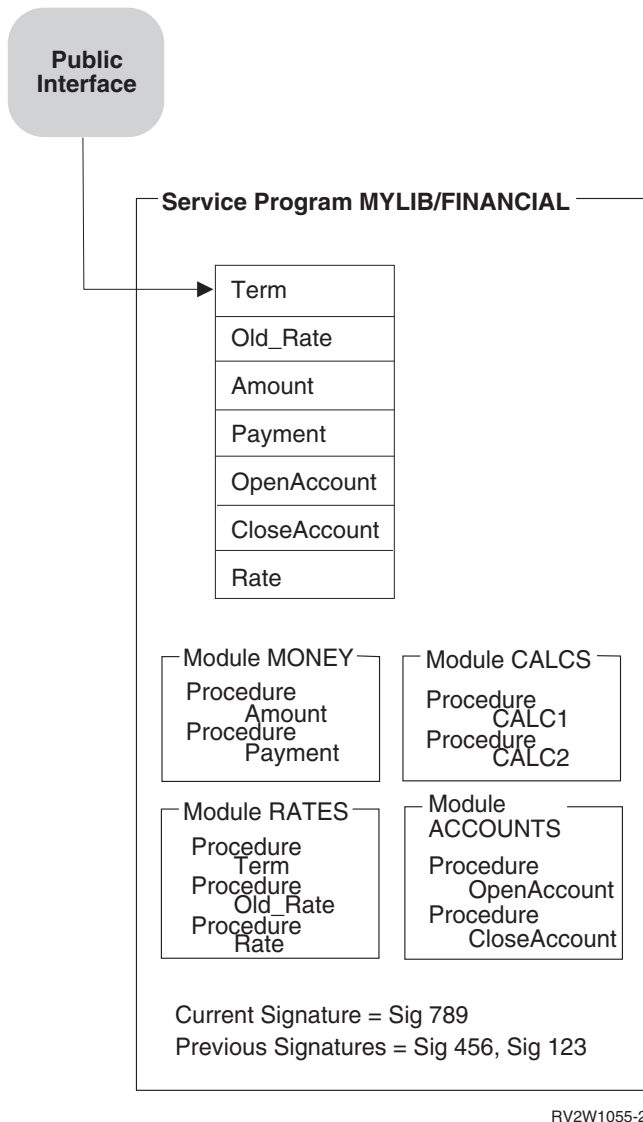 Public
Interface
Service Program MYLIB/FINANCIAL
Term
Old_Rate
Amount
Payment
OpenAccount
CloseAccount
Rate
Module MONEY
Procedure
Amount
Procedure
Payment
Module CALCS
Procedure
CALC1
Procedure
CALC2
Module RATES
Procedure
Term
Procedure
Old_Rate
Procedure
Rate
Module
ACCOUNTS
Procedure
OpenAccount
Procedure
CloseAccount
Current Signature = Sig 789
Previous Signatures = Sig 456, Sig 123
RV2W1055-2